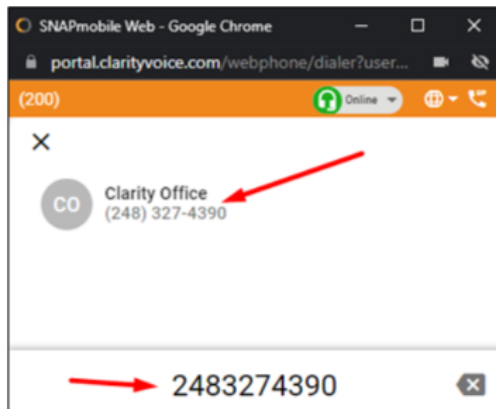 SNAPmobile Web - Google Chrome
portal.clarityvoice.com/webphone/dialer?user...
(200) Online
CO Clarity Office
(248) 327-4390
2483274390